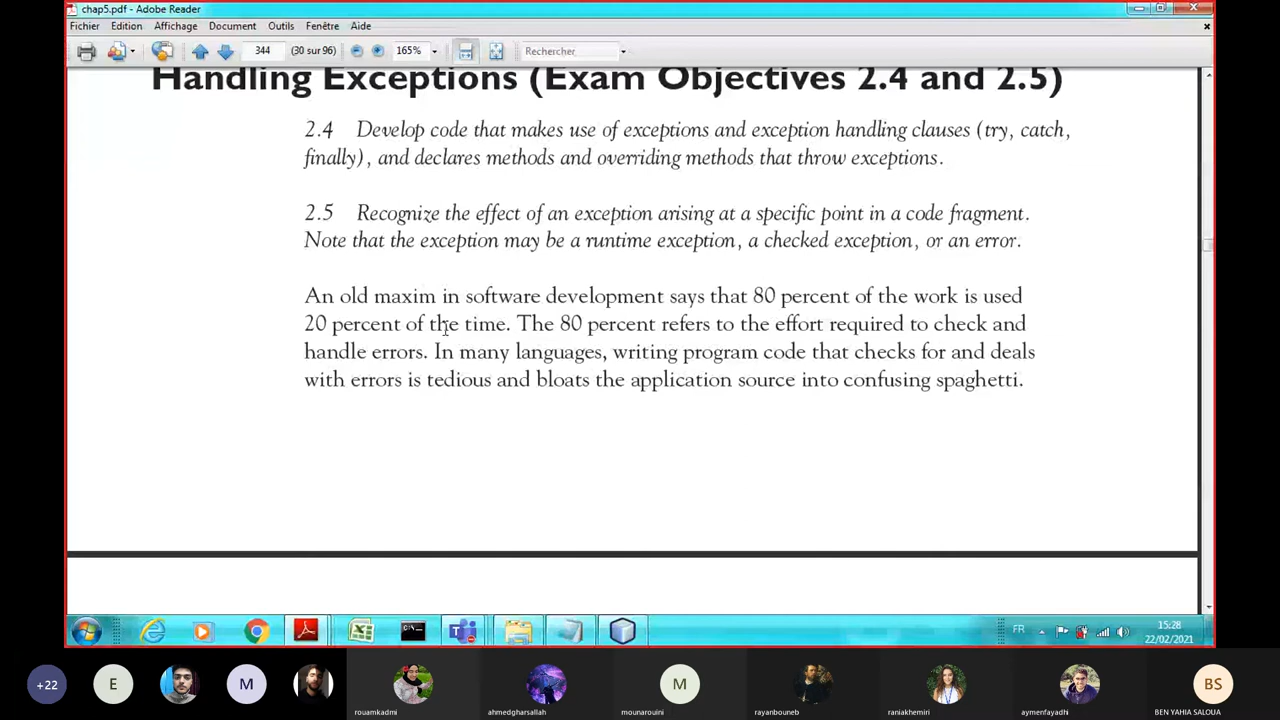 chap5.pdf - Adobe Reader
Fichier Edition Affichage Document Outils Fenêtre Aide
344 (30 sur 96) 165% Rechercher
Handling Exceptions (Exam Objectives 2.4 and 2.5)
2.4 Develop code that makes use of exceptions and exception handling clauses (try, catch,
finally), and declares methods and overriding methods that throw exceptions.
2.5 Recognize the effect of an exception arising at a specific point in a code fragment.
Note that the exception may be a runtime exception, a checked exception, or an error.
An old maxim in software development says that 80 percent of the work is used
20 percent of the time. The 80 percent refers to the effort required to check and
handle errors. In many languages, writing program code that checks for and deals
with errors is tedious and bloats the application source into confusing spaghetti.
FR
15:28
22/02/2021
+22 E M M BS
rouamkadmi ahmedgharsallah mounarouini rayanbouneb raniakhemiri aymenfayadhi BEN YAHIA SALOUA